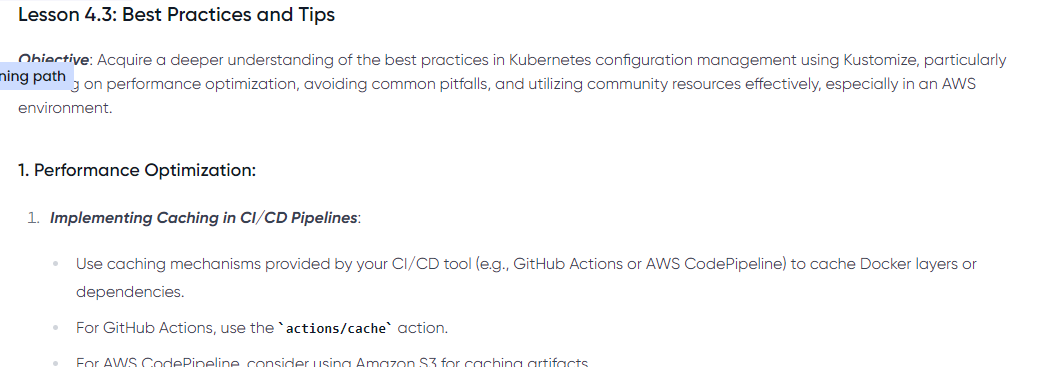 Lesson 4.3: Best Practices and Tips
Objective: Acquire a deeper understanding of the best practices in Kubernetes configuration management using Kustomize, particularly
ning path
g on performance optimization, avoiding common pitfalls, and utilizing community resources effectively, especially in an AWS
environment.
1. Performance Optimization:
1. Implementing Caching in CI/CD Pipelines:
• Use caching mechanisms provided by your CI/CD tool (e.g., GitHub Actions or AWS CodePipeline) to cache Docker layers or
dependencies.
• For GitHub Actions, use the `actions/cache` action.
• For AWS CodePipeline, consider using Amazon S3 for caching artifacts.